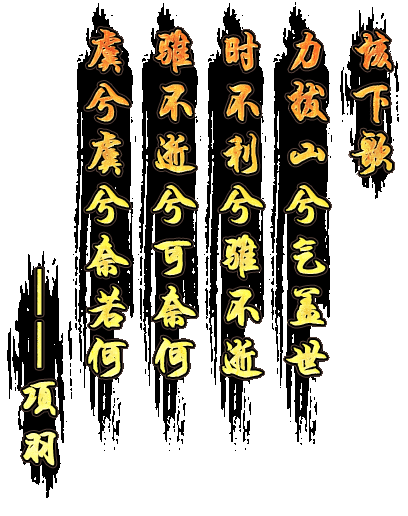 垓下歌
力拔山兮气盖世
时不利兮骓不逝
骓不逝兮可奈何
虞兮虞兮奈若何
——项羽